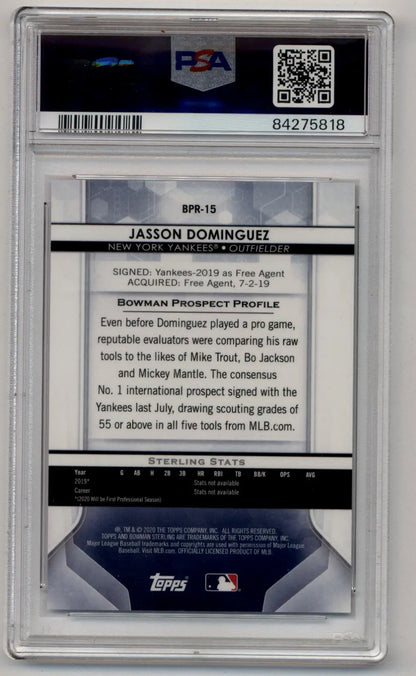 PSA
84275818
BPR-15
JASSON DOMINGUEZ
NEW YORK YANKEES® • OUTFIELDER
SIGNED: Yankees-2019 as Free Agent
ACQUIRED: Free Agent, 7-2-19
BOWMAN PROSPECT PROFILE
Even before Dominguez played a pro game,
reputable evaluators were comparing his raw
tools to the likes of Mike Trout, Bo Jackson
and Mickey Mantle. The consensus
No. 1 international prospect signed with the
Yankees last July, drawing scouting grades of
55 or above in all five tools from MLB.com.
STERLING STATS
Year G AB H 2B 3B HR RBI TB BB/K OPS AVG
2019* Stats not available
Career Stats not available
*(2020 Will be First Professional Season)
®, TM & © 2020 THE TOPPS COMPANY, INC. ALL RIGHTS RESERVED.
TOPPS AND BOWMAN STERLING ARE TRADEMARKS OF THE TOPPS COMPANY, INC.
Major League Baseball trademarks and copyrights are used with permission of Major League
Baseball. Visit MLB.com. OFFICIALLY LICENSED PRODUCT OF MLB.
Topps
PSA